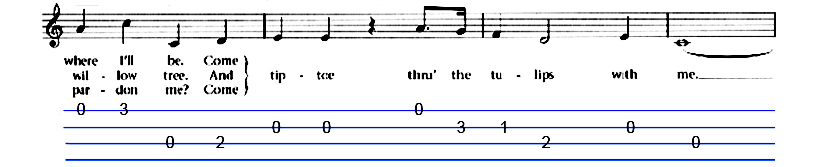 where I'll be. Come
wil - low tree. And tip - toe thru' the tu - lips with me.
par - don me? Come
0 3 0
0 0 3 1 0
0 2 2 0